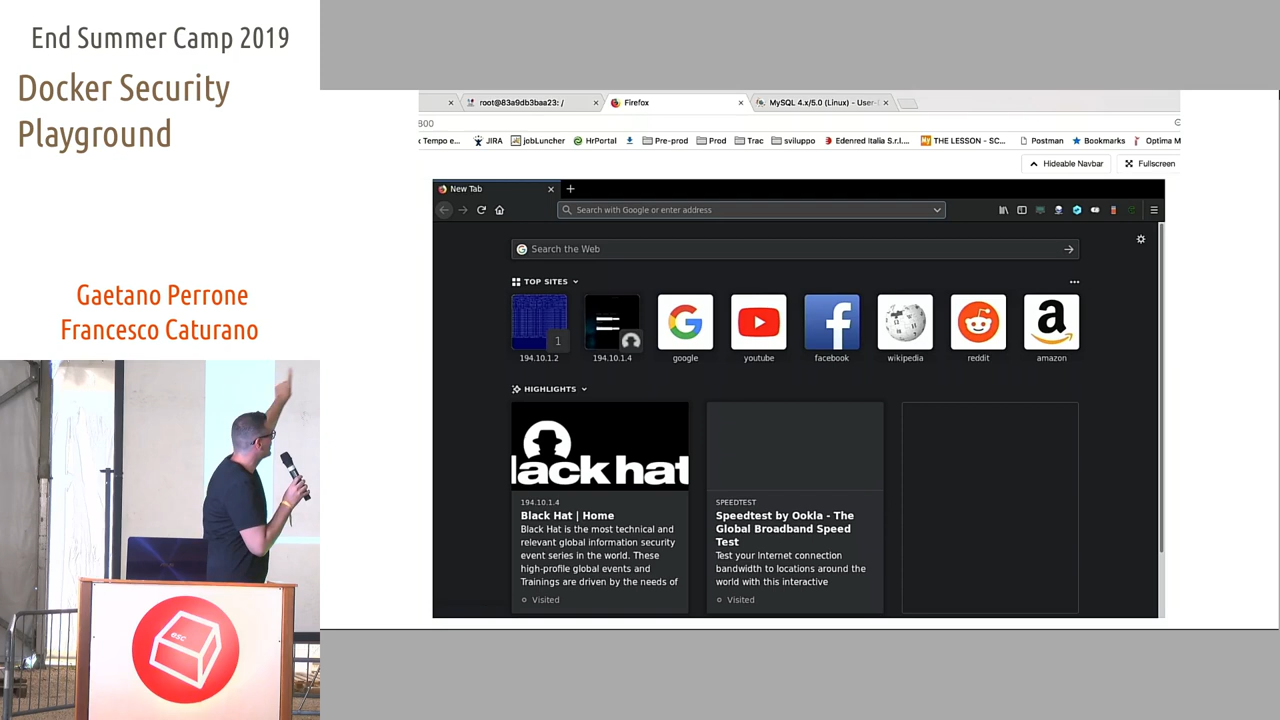 End Summer Camp 2019
Docker Security
Playground
Gaetano Perrone
Francesco Caturano
esc
root@83a9db3baa23: /
Firefox
MySQL 4.x/5.0 (Linux) - User-
800
Tempo e...
JIRA
jobLuncher
HrPortal
Pre-prod
Prod
Trac
sviluppo
Edenred Italia S.r.l....
THE LESSON - SC...
Postman
Bookmarks
Optima M
Hideable Navbar
Fullscreen
New Tab
Search with Google or enter address
Search the Web
TOP SITES
1
194.10.1.2
194.10.1.4
google
youtube
facebook
wikipedia
reddit
amazon
HIGHLIGHTS
lack hat
194.10.1.4
Black Hat | Home
Black Hat is the most technical and
relevant global information security
event series in the world. These
high-profile global events and
Trainings are driven by the needs of
Visited
SPEEDTEST
Speedtest by Ookla - The
Global Broadband Speed
Test
Test your Internet connection
bandwidth to locations around the
world with this interactive
Visited